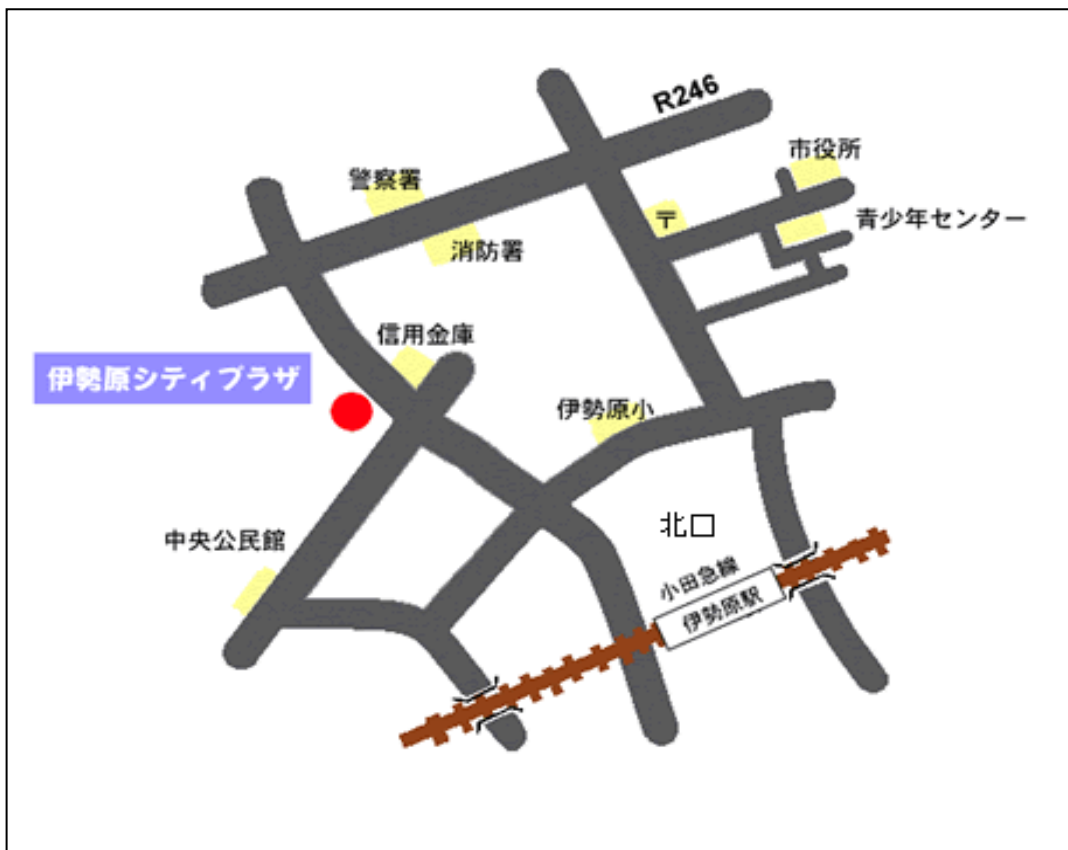 R246
市役所
警察署
〒
青少年センター
消防署
信用金庫
伊勢原シティプラザ
伊勢原小
北口
中央公民館
小田急線
伊勢原駅